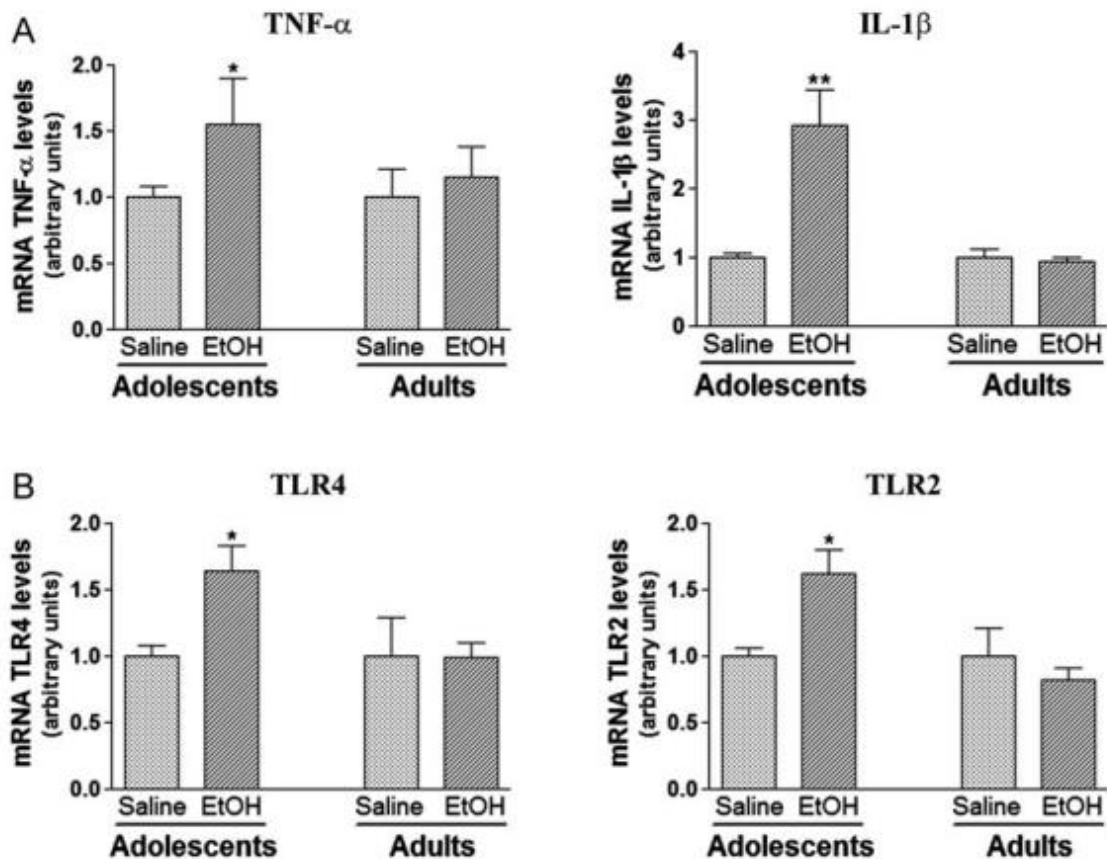 A
TNF-α
mRNA TNF-α levels
(arbitrary units)
2.0
1.5
1.0
0.5
0.0
*
Saline EtOH Saline EtOH
Adolescents Adults
IL-1β
mRNA IL-1β levels
(arbitrary units)
4
3
2
1
0
**
Saline EtOH Saline EtOH
Adolescents Adults
B
TLR4
mRNA TLR4 levels
(arbitrary units)
2.0
1.5
1.0
0.5
0.0
*
Saline EtOH Saline EtOH
Adolescents Adults
TLR2
mRNA TLR2 levels
(arbitrary units)
2.0
1.5
1.0
0.5
0.0
*
Saline EtOH Saline EtOH
Adolescents Adults